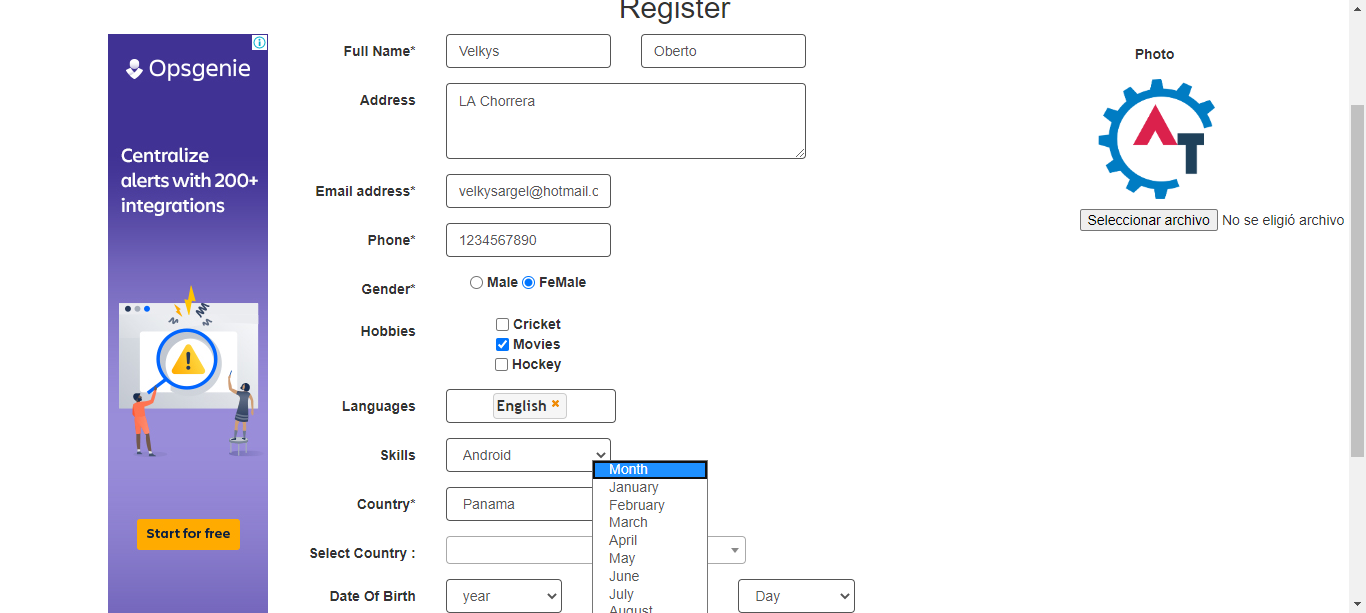 Register
Opsgenie
Centralize
alerts with 200+
integrations
Start for free
Full Name* Velkys Oberto
Address LA Chorrera
Email address* velkysargel@hotmail.c
Phone* 1234567890
Gender* Male FeMale
Hobbies Cricket
Movies
Hockey
Languages English
Skills Android
Country* Panama
Select Country :
Date Of Birth year Day
Month
January
February
March
April
May
June
July
August
Photo
AT
Seleccionar archivo No se eligió archivo